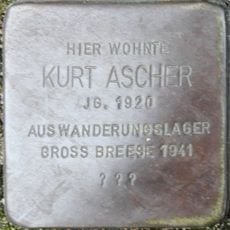 HIER WOHNTE
KURT ASCHER
JG. 1920
AUSWANDERUNGSLAGER
GROSS BREESE 1941
? ? ?